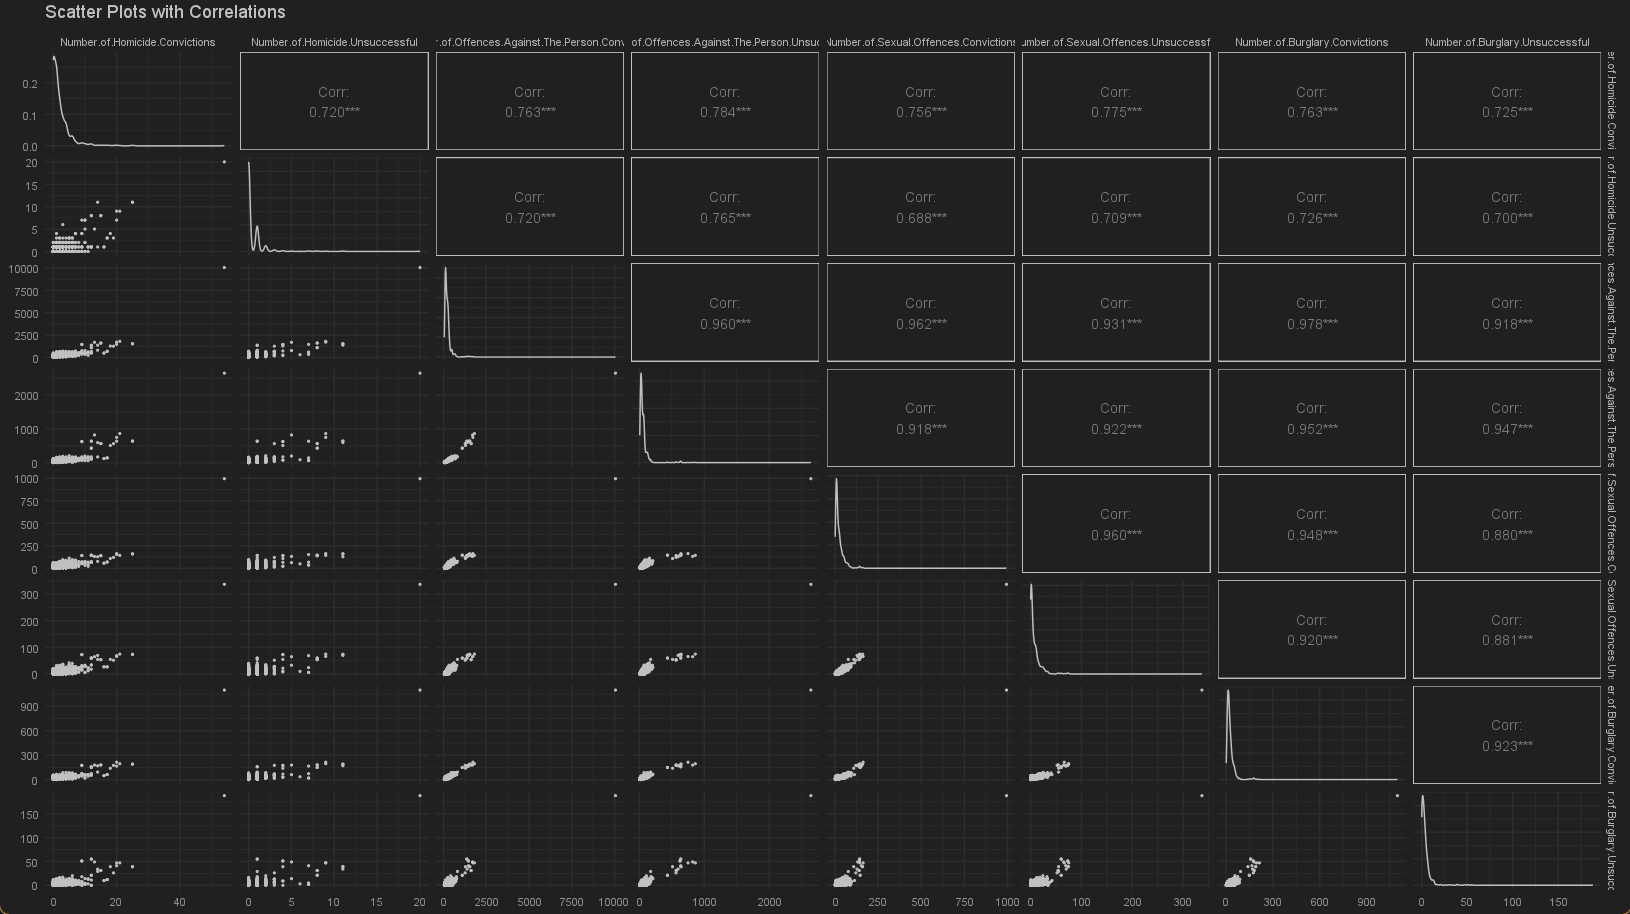 Scatter Plots with Correlations
Number.of.Homicide.Convictions Number.of.Homicide.Unsuccessful r.of.Offences.Against.The.Person.Conv of.Offences.Against.The.Person.Unsuc Number.of.Sexual.Offences.Convictions umber.of.Sexual.Offences.Unsuccessf Number.of.Burglary.Convictions Number.of.Burglary.Unsuccessful
0.2
0.1
0.0
Corr: Corr: Corr: Corr: Corr: Corr: Corr:
0.720*** 0.763*** 0.784*** 0.756*** 0.775*** 0.763*** 0.725***
er.of.Homicide.Convi
20
15
10
5
0
Corr: Corr: Corr: Corr: Corr: Corr:
0.720*** 0.765*** 0.688*** 0.709*** 0.726*** 0.700***
r.of.Homicide.Unsucc
10000
7500
5000
2500
0
Corr: Corr: Corr: Corr: Corr:
0.960*** 0.962*** 0.931*** 0.978*** 0.918***
nces.Against.The.Per
2000
1000
0
Corr: Corr: Corr: Corr:
0.918*** 0.922*** 0.952*** 0.947***
es.Against.The.Pers
1000
750
500
250
0
Corr: Corr: Corr:
0.960*** 0.948*** 0.880***
f.Sexual.Offences.C
300
200
100
0
Corr: Corr:
0.920*** 0.881***
Sexual.Offences.Un
900
600
300
0
Corr:
0.923***
er.of.Burglary.Convi
150
100
50
0
r.of.Burglary.Unsucc
0 20 40 0 5 10 15 20 0 2500 5000 7500 10000 0 1000 2000 0 250 500 750 1000 0 100 200 300 0 300 600 900 0 50 100 150